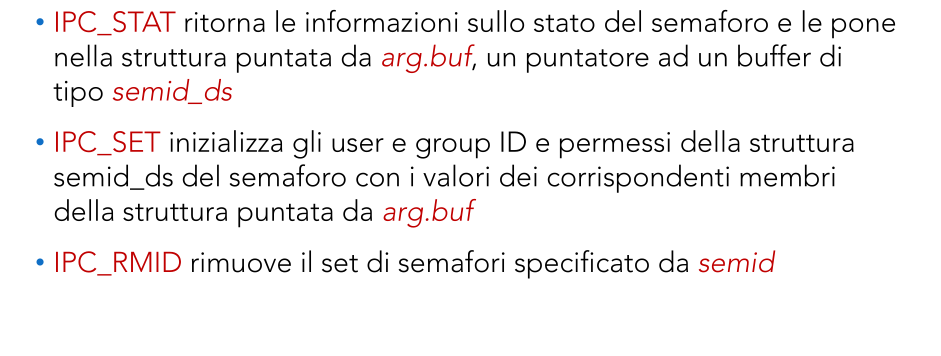 • IPC_STAT ritorna le informazioni sullo stato del semaforo e le pone
nella struttura puntata da arg.buf, un puntatore ad un buffer di
tipo semid_ds
• IPC_SET inizializza gli user e group ID e permessi della struttura
semid_ds del semaforo con i valori dei corrispondenti membri
della struttura puntata da arg.buf
• IPC_RMID rimuove il set di semafori specificato da semid